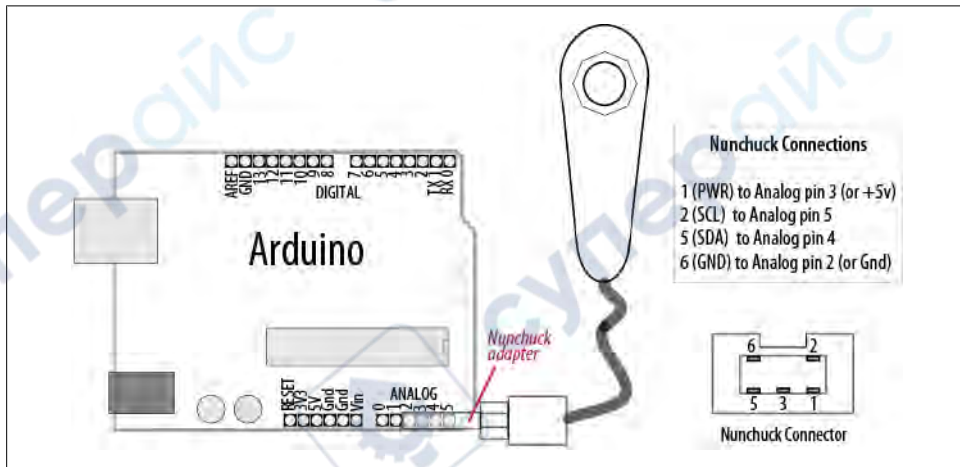 AREF GND 13 12 11 10 9 8 7 6 5 4 3 2 TX 1 RX 0
DIGITAL
Arduino
Nunchuck
adapter
RESET 3V3 5V Gnd Gnd Vin 0 1 2 3 4 5
ANALOG
Nunchuck Connections
1 (PWR) to Analog pin 3 (or +5v)
2 (SCL) to Analog pin 5
5 (SDA) to Analog pin 4
6 (GND) to Analog pin 2 (or Gnd)
6 2
5 3 1
Nunchuck Connector
супер
айс